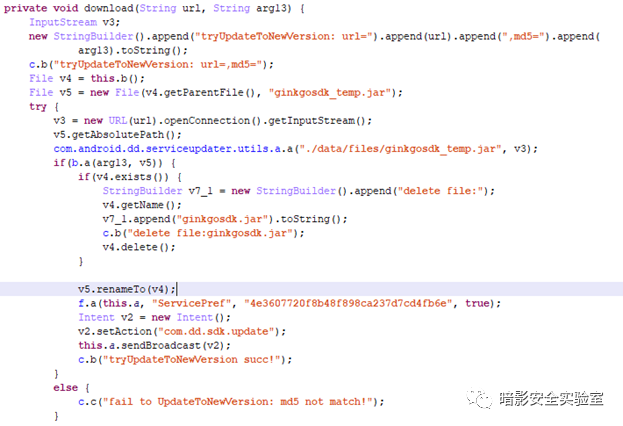 private void download(String url, String arg13) {
InputStream v3;
new StringBuilder().append("tryUpdateToNewVersion: url=").append(url).append(",md5=").append(
arg13).toString();
c.b("tryUpdateToNewVersion: url=,md5=");
File v4 = this.b();
File v5 = new File(v4.getParentFile(), "ginkgosdk_temp.jar");
try {
v3 = new URL(url).openConnection().getInputStream();
v5.getAbsolutePath();
com.android.dd.serviceupdater.utils.a.a("./data/files/ginkgosdk_temp.jar", v3);
if(b.a(arg13, v5)) {
if(v4.exists()) {
StringBuilder v7_1 = new StringBuilder().append("delete file:");
v4.getName();
v7_1.append("ginkgosdk.jar").toString();
c.b("delete file:ginkgosdk.jar");
v4.delete();
}
v5.renameTo(v4);
f.a(this.a, "ServicePref", "4e3607720f8b48f898ca237d7cd4fb6e", true);
Intent v2 = new Intent();
v2.setAction("com.dd.sdk.update");
this.a.sendBroadcast(v2);
c.b("tryUpdateToNewVersion succ!");
}
else {
c.c("fail to UpdateToNewVersion: md5 not match!");
}
暗影安全实验室